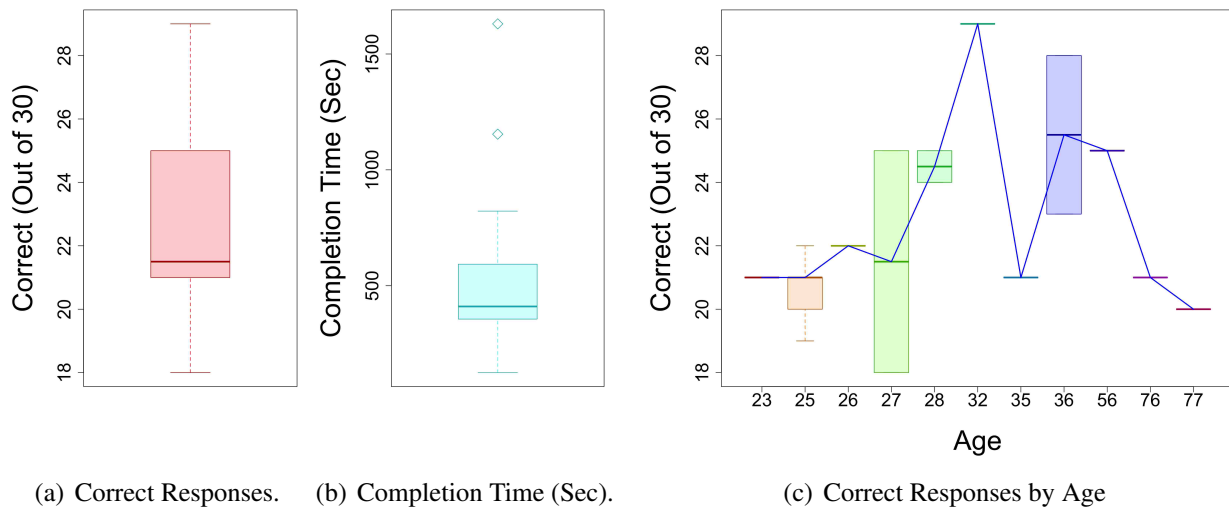 Correct (Out of 30)
28
26
24
22
20
18
Completion Time (Sec)
1500
1000
500
Correct (Out of 30)
28
26
24
22
20
18
23 25 26 27 28 32 35 36 56 76 77
Age
(a) Correct Responses. (b) Completion Time (Sec). (c) Correct Responses by Age